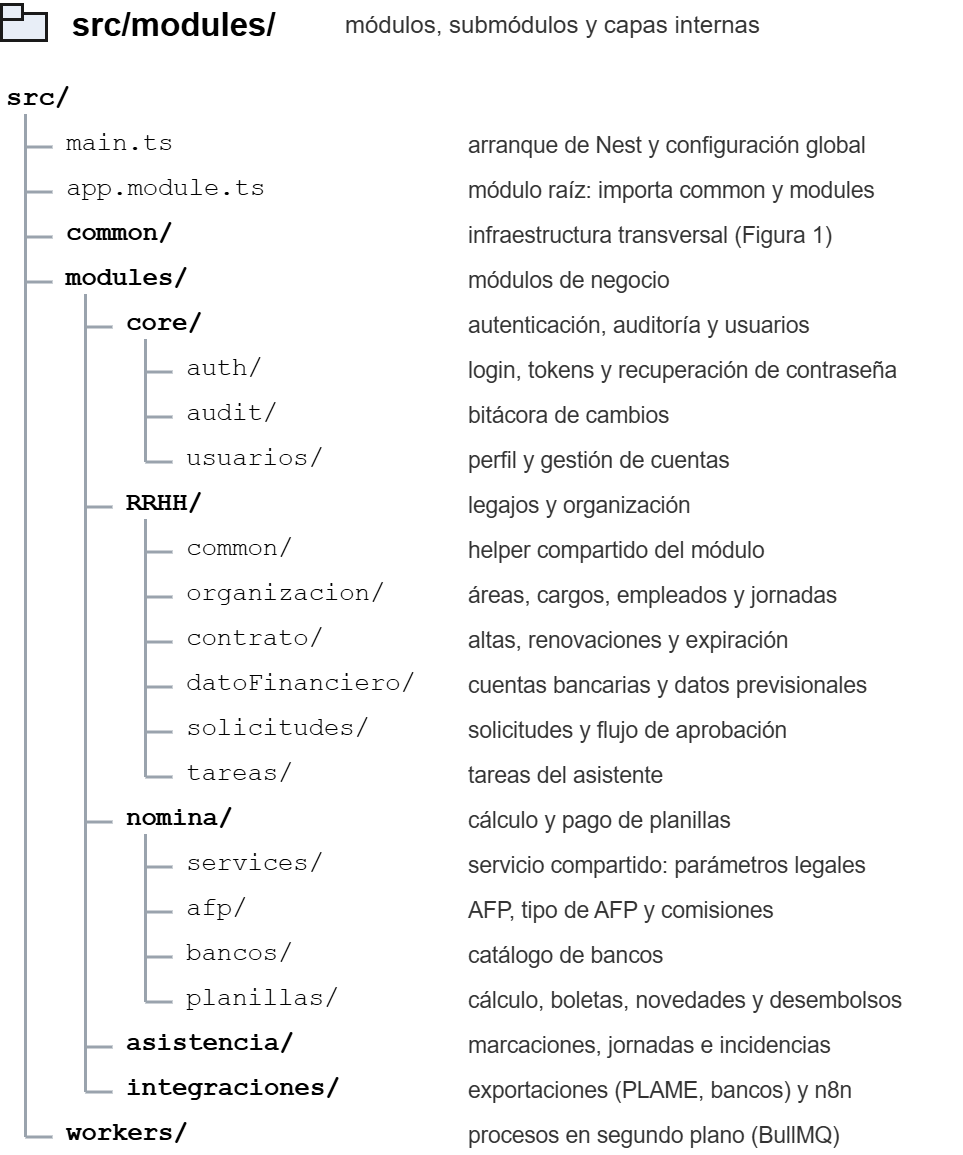 src/modules/ módulos, submódulos y capas internas
src/
main.ts arranque de Nest y configuración global
app.module.ts módulo raíz: importa common y modules
common/ infraestructura transversal (Figura 1)
modules/ módulos de negocio
core/ autenticación, auditoría y usuarios
auth/ login, tokens y recuperación de contraseña
audit/ bitácora de cambios
usuarios/ perfil y gestión de cuentas
RRHH/ legajos y organización
common/ helper compartido del módulo
organizacion/ áreas, cargos, empleados y jornadas
contrato/ altas, renovaciones y expiración
datoFinanciero/ cuentas bancarias y datos previsionales
solicitudes/ solicitudes y flujo de aprobación
tareas/ tareas del asistente
nomina/ cálculo y pago de planillas
services/ servicio compartido: parámetros legales
afp/ AFP, tipo de AFP y comisiones
bancos/ catálogo de bancos
planillas/ cálculo, boletas, novedades y desembolsos
asistencia/ marcaciones, jornadas e incidencias
integraciones/ exportaciones (PLAME, bancos) y n8n
workers/ procesos en segundo plano (BullMQ)